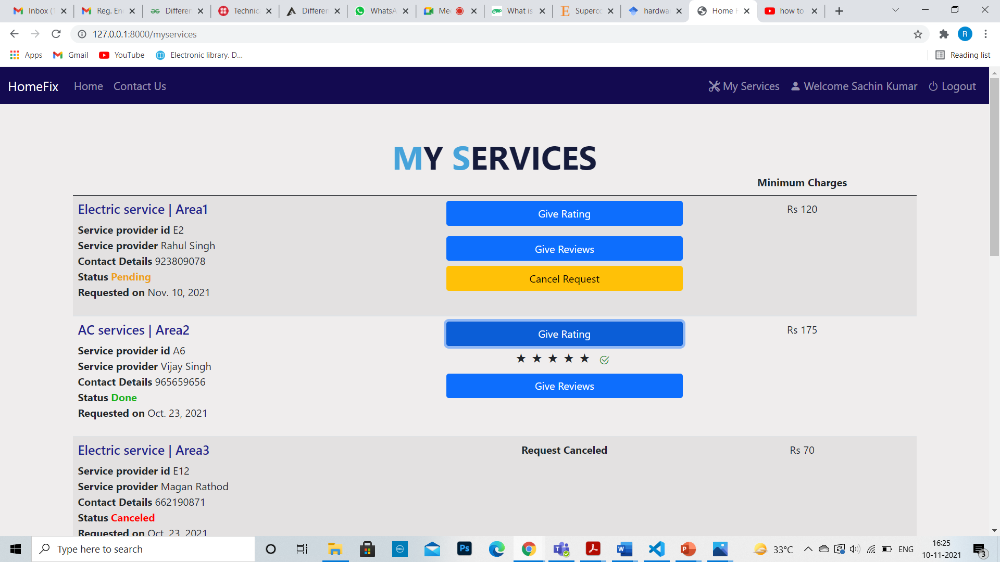 Inbox (1
Reg. En
Differen
Technic
Differen
WhatsA
Mee
What is
Superco
hardwa
Home F
how to
127.0.0.1:8000/myservices
R
Apps
Gmail
YouTube
Electronic library. D...
Reading list
HomeFix
Home
Contact Us
My Services
Welcome Sachin Kumar
Logout
MY SERVICES
Minimum Charges
Electric service | Area1
Give Rating
Rs 120
Service provider id E2
Service provider Rahul Singh
Give Reviews
Contact Details 923809078
Status Pending
Cancel Request
Requested on Nov. 10, 2021
AC services | Area2
Give Rating
Rs 175
Service provider id A6
Service provider Vijay Singh
Contact Details 965659656
Give Reviews
Status Done
Requested on Oct. 23, 2021
Electric service | Area3
Request Canceled
Rs 70
Service provider id E12
Service provider Magan Rathod
Contact Details 662190871
Status Canceled
Requested on Oct. 23, 2021
Type here to search
DELL
Ps
33°C
ENG
16:25
10-11-2021
3